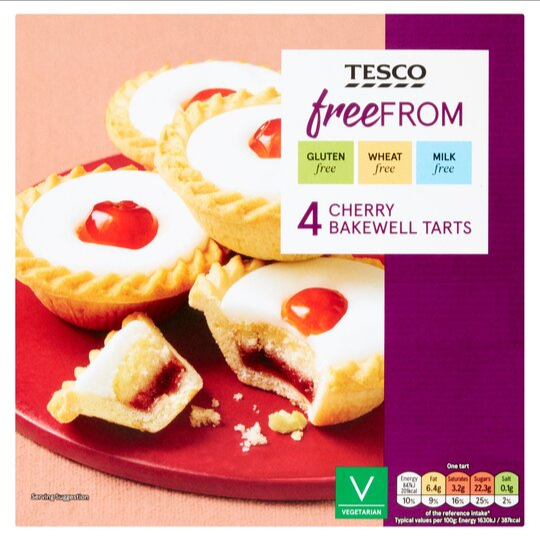 TESCO
freeFROM
GLUTEN
free
WHEAT
free
MILK
free
4 CHERRY
BAKEWELL TARTS
Serving Suggestion
V
VEGETARIAN
One tart
Energy
847kJ
201kcal
10%
Fat
6.4g
9%
Saturates
3.2g
16%
Sugars
22.3g
25%
Salt
0.1g
2%
of the reference intake*
Typical values per 100g: Energy 1630kJ / 387kcal